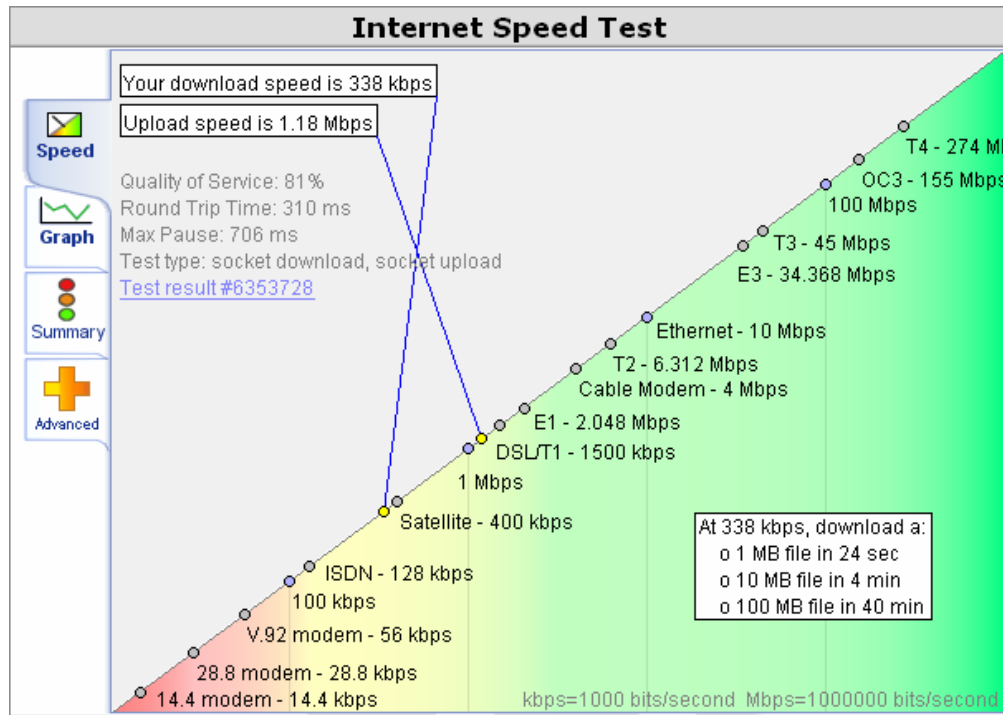 Internet Speed Test
Your download speed is 338 kbps
Upload speed is 1.18 Mbps
Speed
Quality of Service: 81%
Round Trip Time: 310 ms
Max Pause: 706 ms
Test type: socket download, socket upload
Test result #6353728
Graph
Summary
Advanced
T4 - 274 M
OC3 - 155 Mbps
100 Mbps
T3 - 45 Mbps
E3 - 34.368 Mbps
Ethernet - 10 Mbps
T2 - 6.312 Mbps
Cable Modem - 4 Mbps
E1 - 2.048 Mbps
DSL/T1 - 1500 kbps
1 Mbps
Satellite - 400 kbps
At 338 kbps, download a:
o 1 MB file in 24 sec
o 10 MB file in 4 min
o 100 MB file in 40 min
ISDN - 128 kbps
100 kbps
V.92 modem - 56 kbps
28.8 modem - 28.8 kbps
14.4 modem - 14.4 kbps
kbps=1000 bits/second Mbps=1000000 bits/second